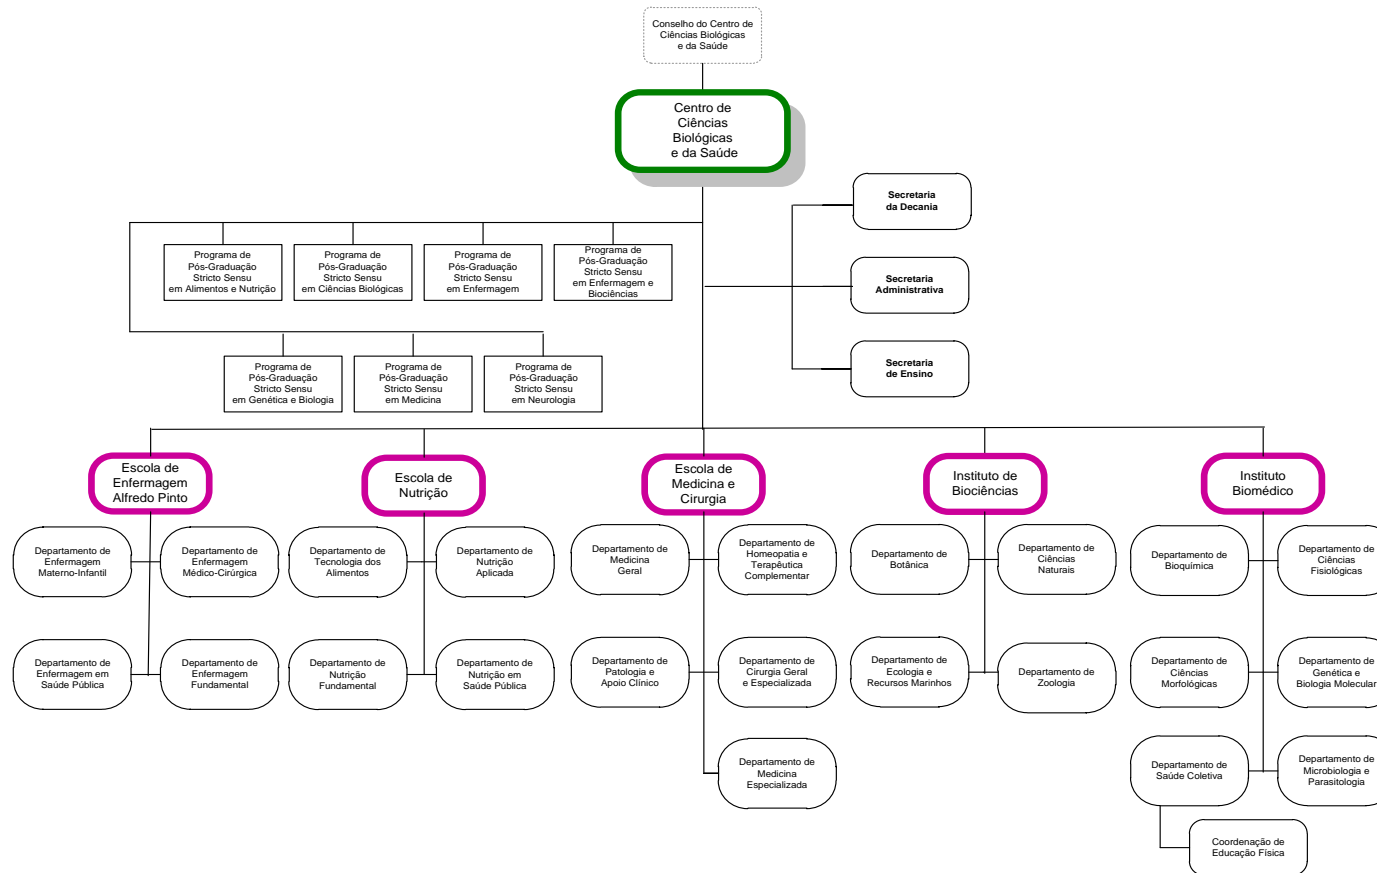 Conselho do Centro de
Ciências Biológicas
e da Saúde
Centro de
Ciências
Biológicas
e da Saúde
Secretaria
da Decania
Secretaria
Administrativa
Secretaria
de Ensino
Programa de
Pós-Graduação
Stricto Sensu
em Alimentos e Nutrição
Programa de
Pós-Graduação
Stricto Sensu
em Ciências Biológicas
Programa de
Pós-Graduação
Stricto Sensu
em Enfermagem
Programa de
Pós-Graduação
Stricto Sensu
em Enfermagem e
Biociências
Programa de
Pós-Graduação
Stricto Sensu
em Genética e Biologia
Programa de
Pós-Graduação
Stricto Sensu
em Medicina
Programa de
Pós-Graduação
Stricto Sensu
em Neurologia
Escola de
Enfermagem
Alfredo Pinto
Escola de
Nutrição
Escola de
Medicina e
Cirurgia
Instituto de
Biociências
Instituto
Biomédico
Departamento de
Enfermagem
Materno-Infantil
Departamento de
Enfermagem
Médico-Cirúrgica
Departamento de
Tecnologia dos
Alimentos
Departamento de
Nutrição
Aplicada
Departamento de
Medicina
Geral
Departamento de
Homeopatia e
Terapêutica
Complementar
Departamento de
Botânica
Departamento de
Ciências
Naturais
Departamento de
Bioquímica
Departamento de
Ciências
Fisiológicas
Departamento de
Enfermagem em
Saúde Pública
Departamento de
Enfermagem
Fundamental
Departamento de
Nutrição
Fundamental
Departamento de
Nutrição em
Saúde Pública
Departamento de
Patologia e
Apoio Clínico
Departamento de
Cirurgia Geral
e Especializada
Departamento de
Ecologia e
Recursos Marinhos
Departamento de
Zoologia
Departamento de
Ciências
Morfológicas
Departamento de
Genética e
Biologia Molecular
Departamento de
Medicina
Especializada
Departamento de
Saúde Coletiva
Departamento de
Microbiologia e
Parasitologia
Coordenação de
Educação Física